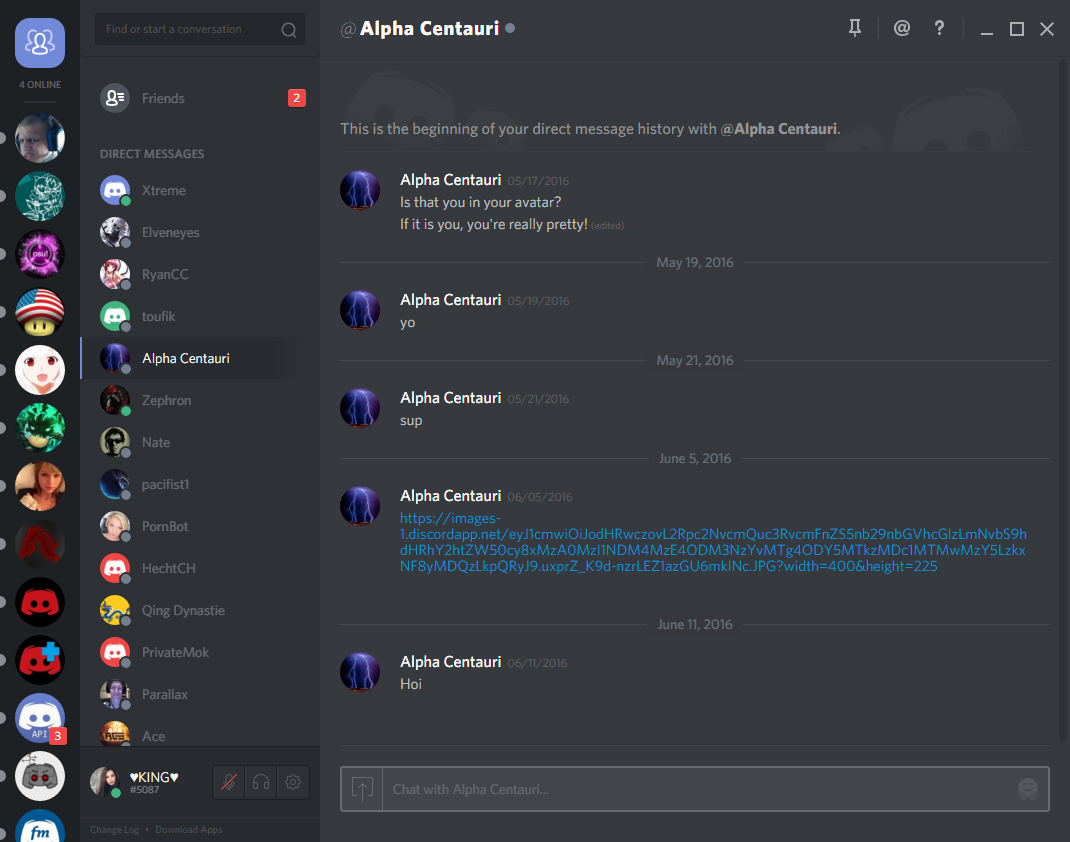 4 ONLINE
osu!
API
3
fm
Find or start a conversation
Friends
2
DIRECT MESSAGES
Xtreme
Elveneyes
RyanCC
toufik
Alpha Centauri
Zephron
Nate
pacifist1
PornBot
HechtCH
Qing Dynastie
PrivateMok
Parallax
Ace
♥KING♥
#5087
Change Log • Download Apps
@Alpha Centauri
@ ?
This is the beginning of your direct message history with @Alpha Centauri.
Alpha Centauri 05/17/2016
Is that you in your avatar?
If it is you, you're really pretty! (edited)
May 19, 2016
Alpha Centauri 05/19/2016
yo
May 21, 2016
Alpha Centauri 05/21/2016
sup
June 5, 2016
Alpha Centauri 06/05/2016
https://images-
1.discordapp.net/eyJ1cmwiOiJodHRwczovL2Rpc2NvcmQuc3RvcmFnZS5nb29nbGVhcGlzLmNvbS9h
dHRhY2htZW50cy8xMzA0MzI1NDM4MzE4ODM3NzYvMTg4ODY5MTkzMDc1MTMwMzY5Lzkx
NF8yMDQzLkpQRyJ9.uxprZ_K9d-nzrLEZ1azGU6mkINc.JPG?width=400&height=225
June 11, 2016
Alpha Centauri 06/11/2016
Hoi
Chat with Alpha Centauri...